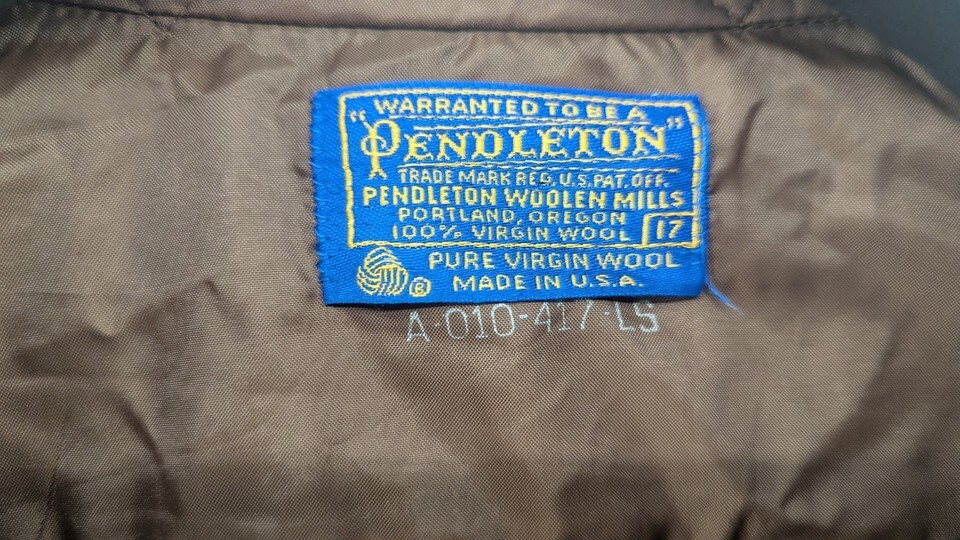 WARRANTED TO BE A
"PENDLETON"
TRADE MARK REG. U.S. PAT. OFF.
PENDLETON WOOLEN MILLS
PORTLAND, OREGON
100% VIRGIN WOOL 17
PURE VIRGIN WOOL
® MADE IN U.S.A.
A-010-417-LS